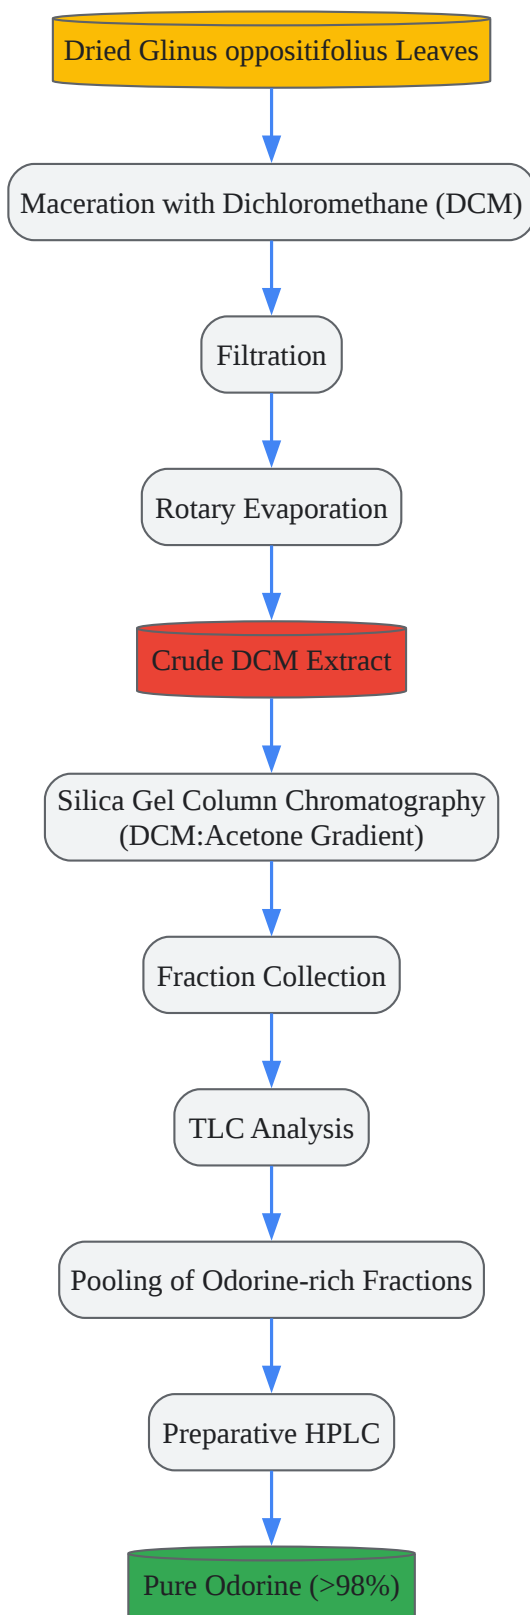 Dried Glinus oppositifolius Leaves
Maceration with Dichloromethane (DCM)
Filtration
Rotary Evaporation
Crude DCM Extract
Silica Gel Column Chromatography
(DCM:Acetone Gradient)
Fraction Collection
TLC Analysis
Pooling of Odorine-rich Fractions
Preparative HPLC
Pure Odorine (>98%)